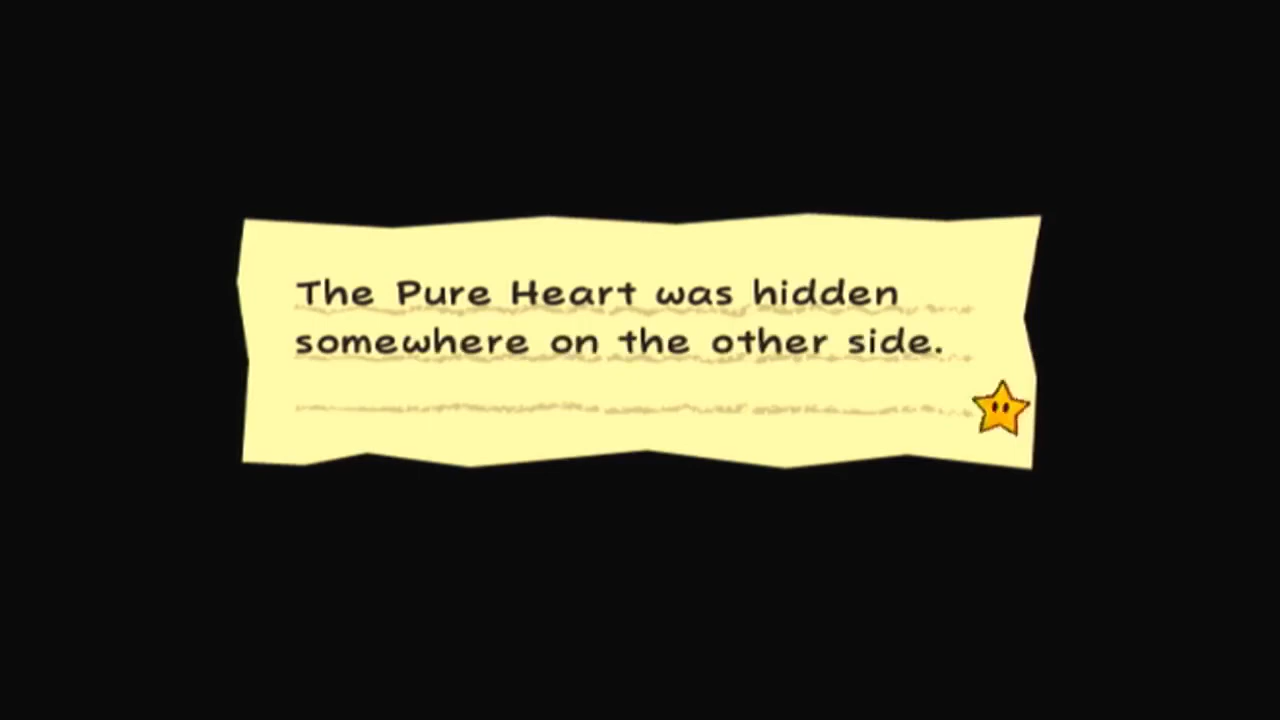 The Pure Heart was hidden
somewhere on the other side.